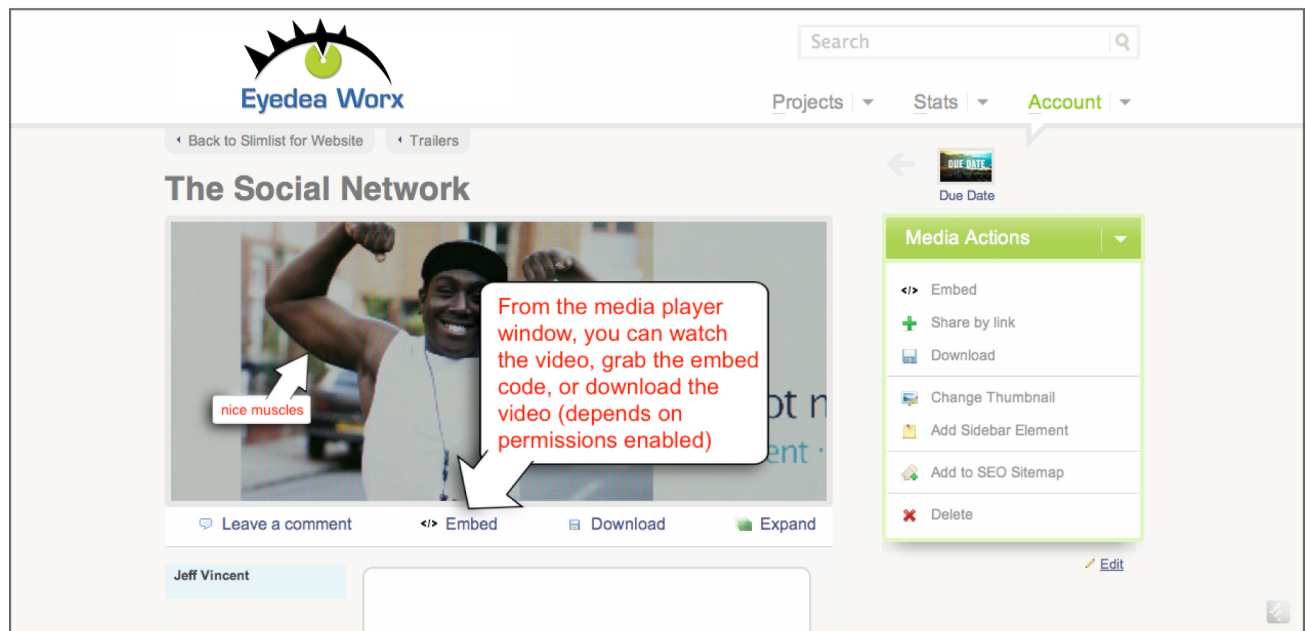 Eyedea Worx
Search
Projects
Stats
Account
Back to Slimlist for Website
Trailers
The Social Network
DUE DATE
Due Date
Media Actions
</> Embed
Share by link
Download
Change Thumbnail
Add Sidebar Element
Add to SEO Sitemap
Delete
Edit
nice muscles
From the media player
window, you can watch
the video, grab the embed
code, or download the
video (depends on
permissions enabled)
ot n
ent ·
Leave a comment
</> Embed
Download
Expand
Jeff Vincent